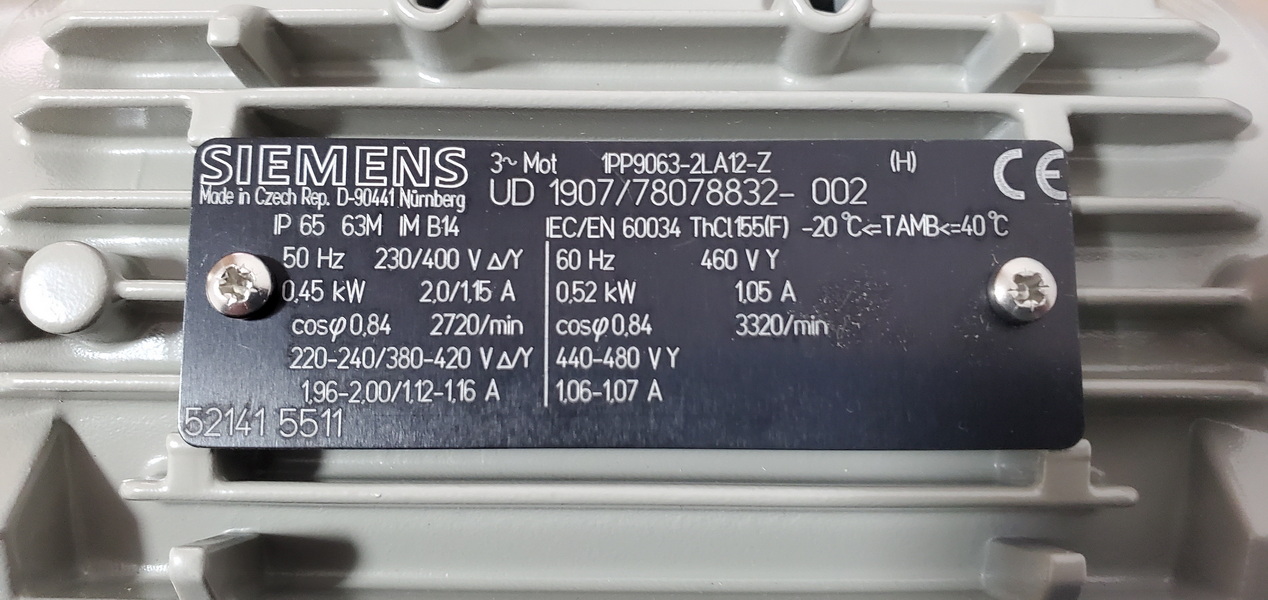 SIEMENS 3~ Mot 1PP9063-2LA12-Z (H) CE
Made in Czech Rep. D-90441 Nürnberg UD 1907/78078832- 002
IP 65 63M IM B14 IEC/EN 60034 ThCl.155(F) -20 °C<=TAMB<=40 °C
50 Hz 230/400 V Δ/Y 60 Hz 460 V Y
0,45 kW 2,0/1,15 A 0,52 kW 1,05 A
cosφ 0,84 2720/min cosφ 0,84 3320/min
220-240/380-420 V Δ/Y 440-480 V Y
1,96-2,00/1,12-1,16 A 1,06-1,07 A
52141 5511